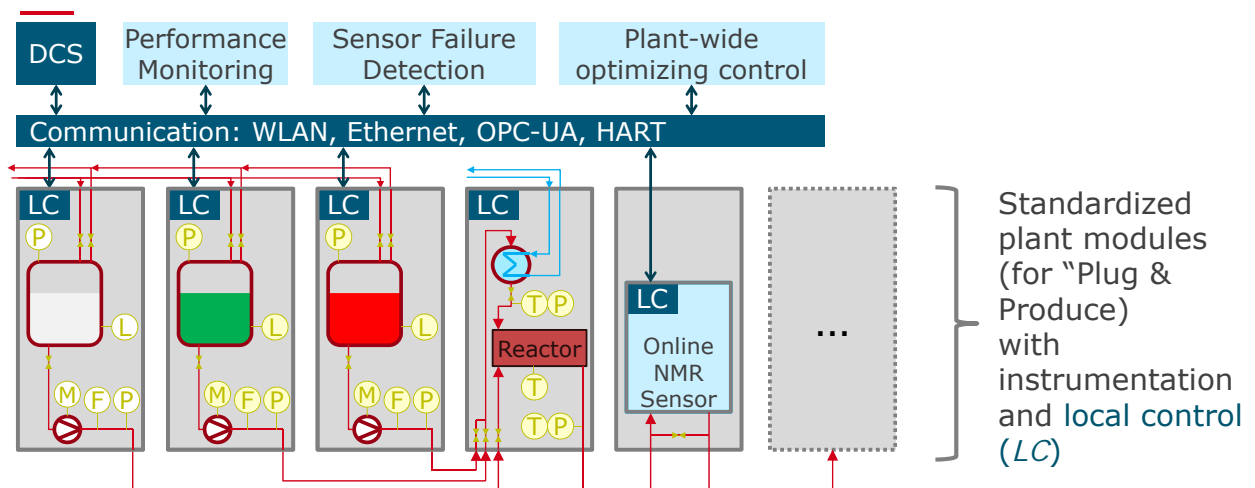 DCS
Performance
Monitoring
Sensor Failure
Detection
Plant-wide
optimizing control
Communication: WLAN, Ethernet, OPC-UA, HART
LC
LC
LC
LC
P
P
P
L
L
L
T P
Reactor
T
M F P
M F P
M F P
T P
LC
Online
NMR
Sensor
...
Standardized
plant modules
(for “Plug &
Produce)
with
instrumentation
and local control
(LC)